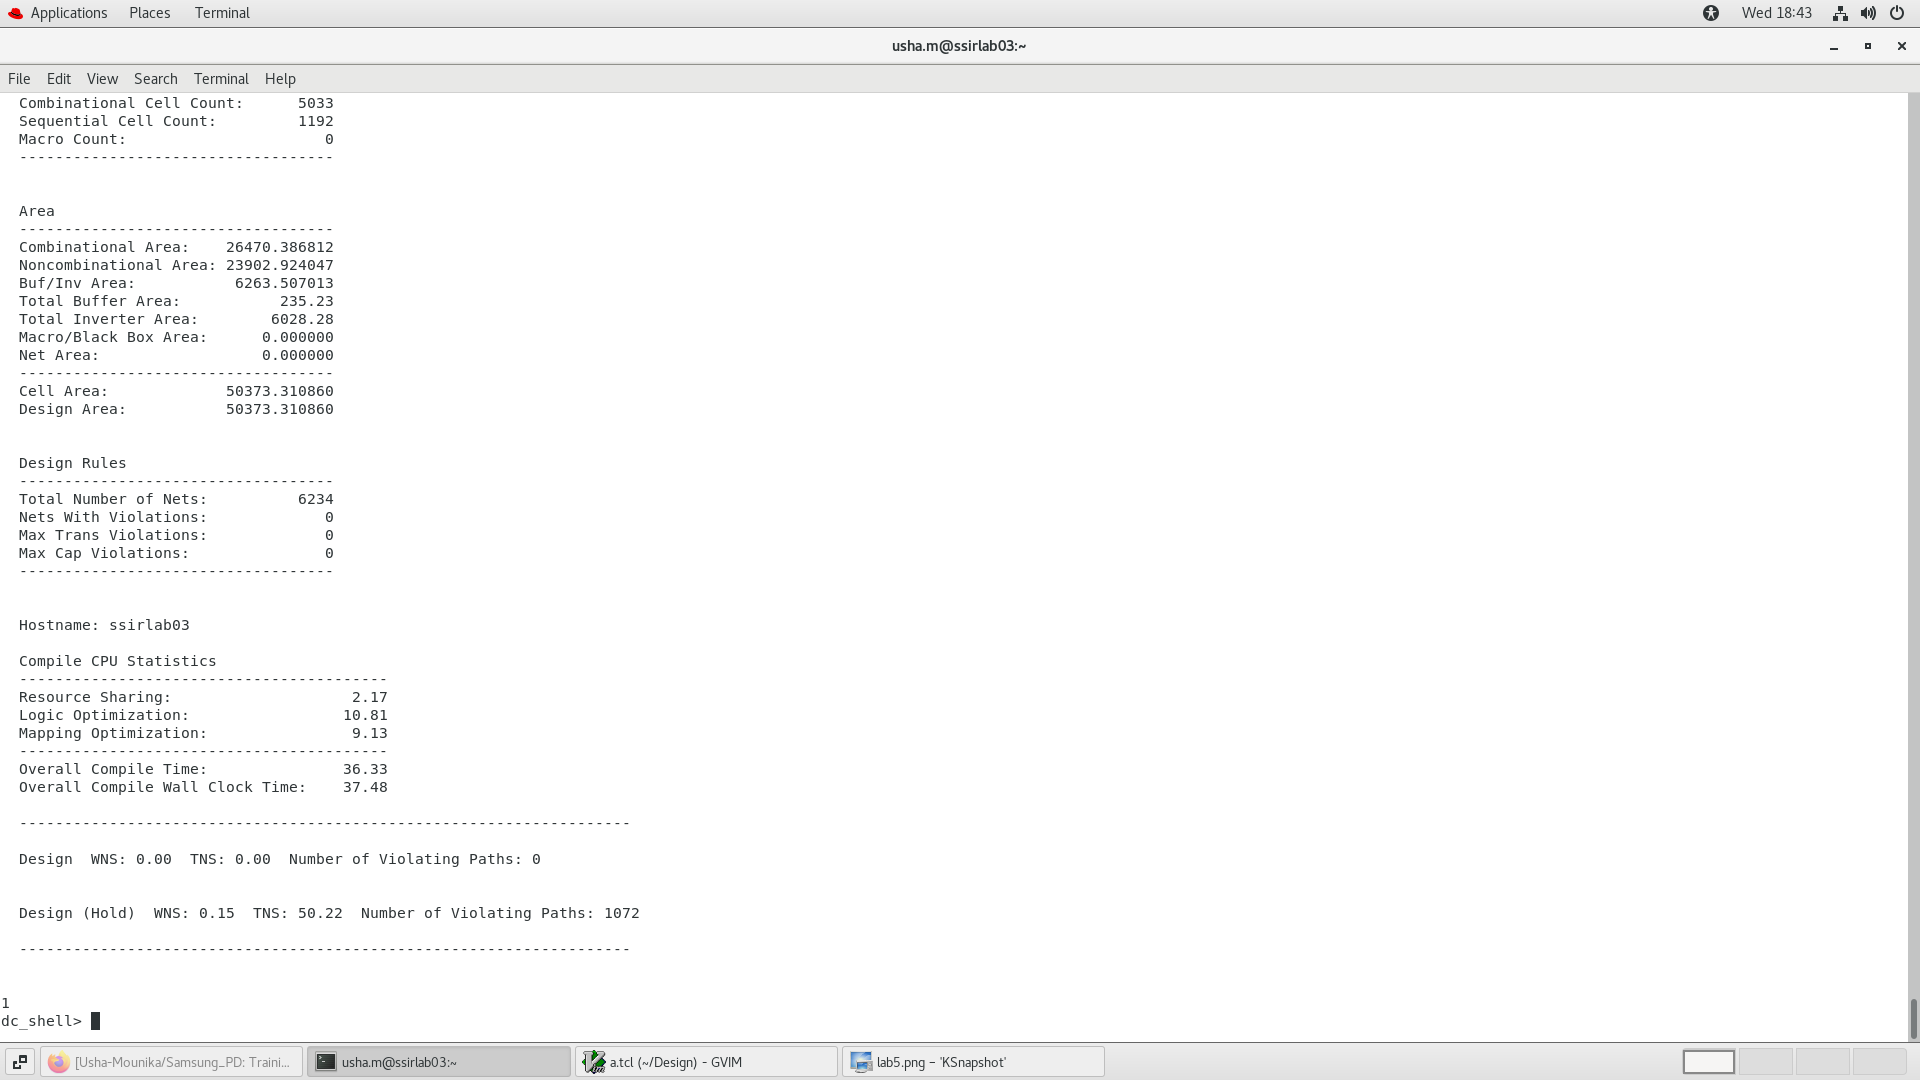 Applications Places Terminal Wed 18:43
usha.m@ssirlab03:~
File Edit View Search Terminal Help
Combinational Cell Count: 5033
Sequential Cell Count: 1192
Macro Count: 0
-----------------------------------
Area
-----------------------------------
Combinational Area: 26470.386812
Noncombinational Area: 23902.924047
Buf/Inv Area: 6263.507013
Total Buffer Area: 235.23
Total Inverter Area: 6028.28
Macro/Black Box Area: 0.000000
Net Area: 0.000000
-----------------------------------
Cell Area: 50373.310860
Design Area: 50373.310860
Design Rules
-----------------------------------
Total Number of Nets: 6234
Nets With Violations: 0
Max Trans Violations: 0
Max Cap Violations: 0
-----------------------------------
Hostname: ssirlab03
Compile CPU Statistics
-----------------------------------------
Resource Sharing: 2.17
Logic Optimization: 10.81
Mapping Optimization: 9.13
-----------------------------------------
Overall Compile Time: 36.33
Overall Compile Wall Clock Time: 37.48
--------------------------------------------------------------------
Design WNS: 0.00 TNS: 0.00 Number of Violating Paths: 0
Design (Hold) WNS: 0.15 TNS: 50.22 Number of Violating Paths: 1072
--------------------------------------------------------------------
1
dc_shell>
[Usha-Mounika/Samsung_PD: Traini... usha.m@ssirlab03:~ a.tcl (~/Design) - GVIM lab5.png – 'KSnapshot'